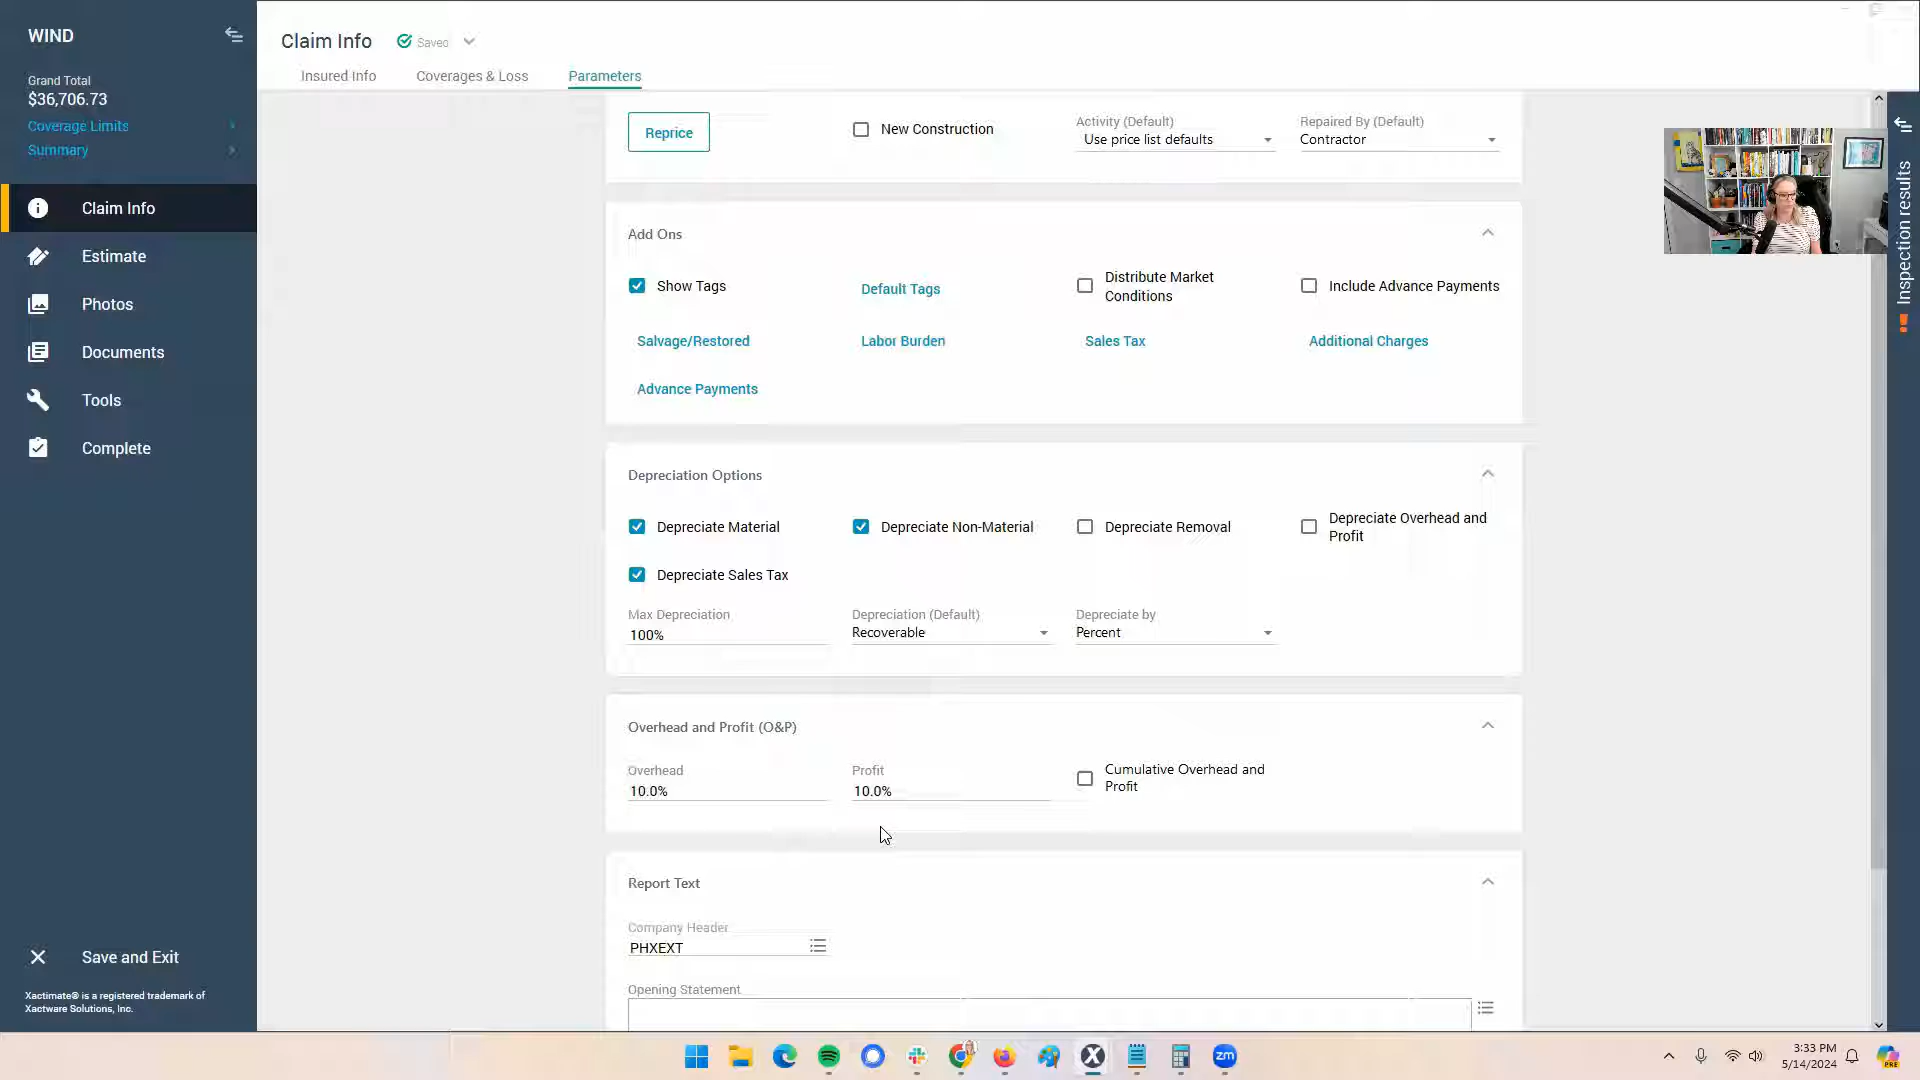 WIND
Grand Total
$36,706.73
Coverage Limits
Summary
Claim Info
Estimate
Photos
Documents
Tools
Complete
Save and Exit
Xactimate® is a registered trademark of
Xactware Solutions, Inc.
Claim Info
Saved
Insured Info
Coverages & Loss
Parameters
Reprice
New Construction
Activity (Default)
Use price list defaults
Repaired By (Default)
Contractor
Add Ons
Show Tags
Default Tags
Distribute Market
Conditions
Include Advance Payments
Salvage/Restored
Labor Burden
Sales Tax
Additional Charges
Advance Payments
Depreciation Options
Depreciate Material
Depreciate Non-Material
Depreciate Removal
Depreciate Overhead and
Profit
Depreciate Sales Tax
Max Depreciation
100%
Depreciation (Default)
Recoverable
Depreciate by
Percent
Overhead and Profit (O&P)
Overhead
10.0%
Profit
10.0%
Cumulative Overhead and
Profit
Report Text
Company Header
PHXEXT
Opening Statement
Inspection results
zm
3:33 PM
5/14/2024
PRE